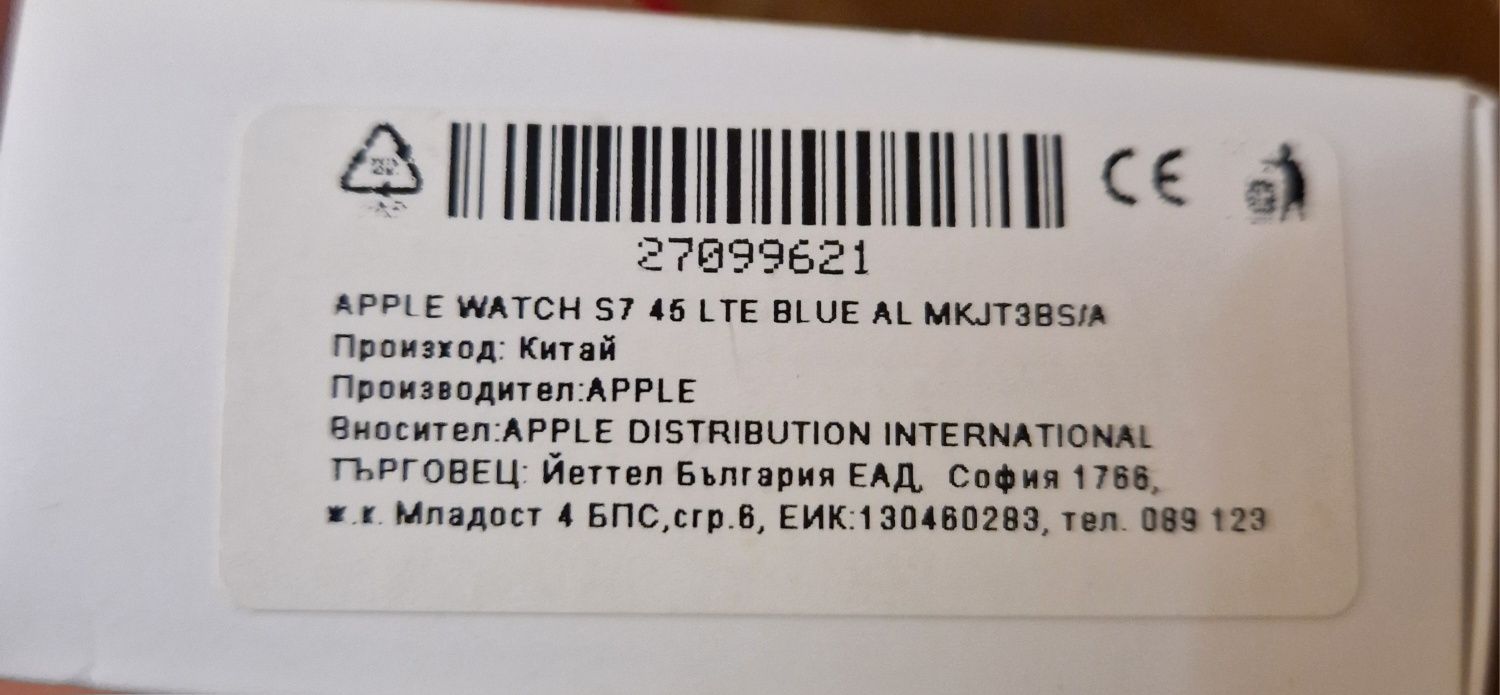 27099621
APPLE WATCH S7 45 LTE BLUE AL MKJT3BS/A
Произход: Китай
Производител:APPLE
Вносител:APPLE DISTRIBUTION INTERNATIONAL
ТЪРГОВЕЦ: Йеттел България ЕАД, София 1766,
ж.к. Младост 4 БПС,сгр.6, ЕИК:130460283, тел. 089 123